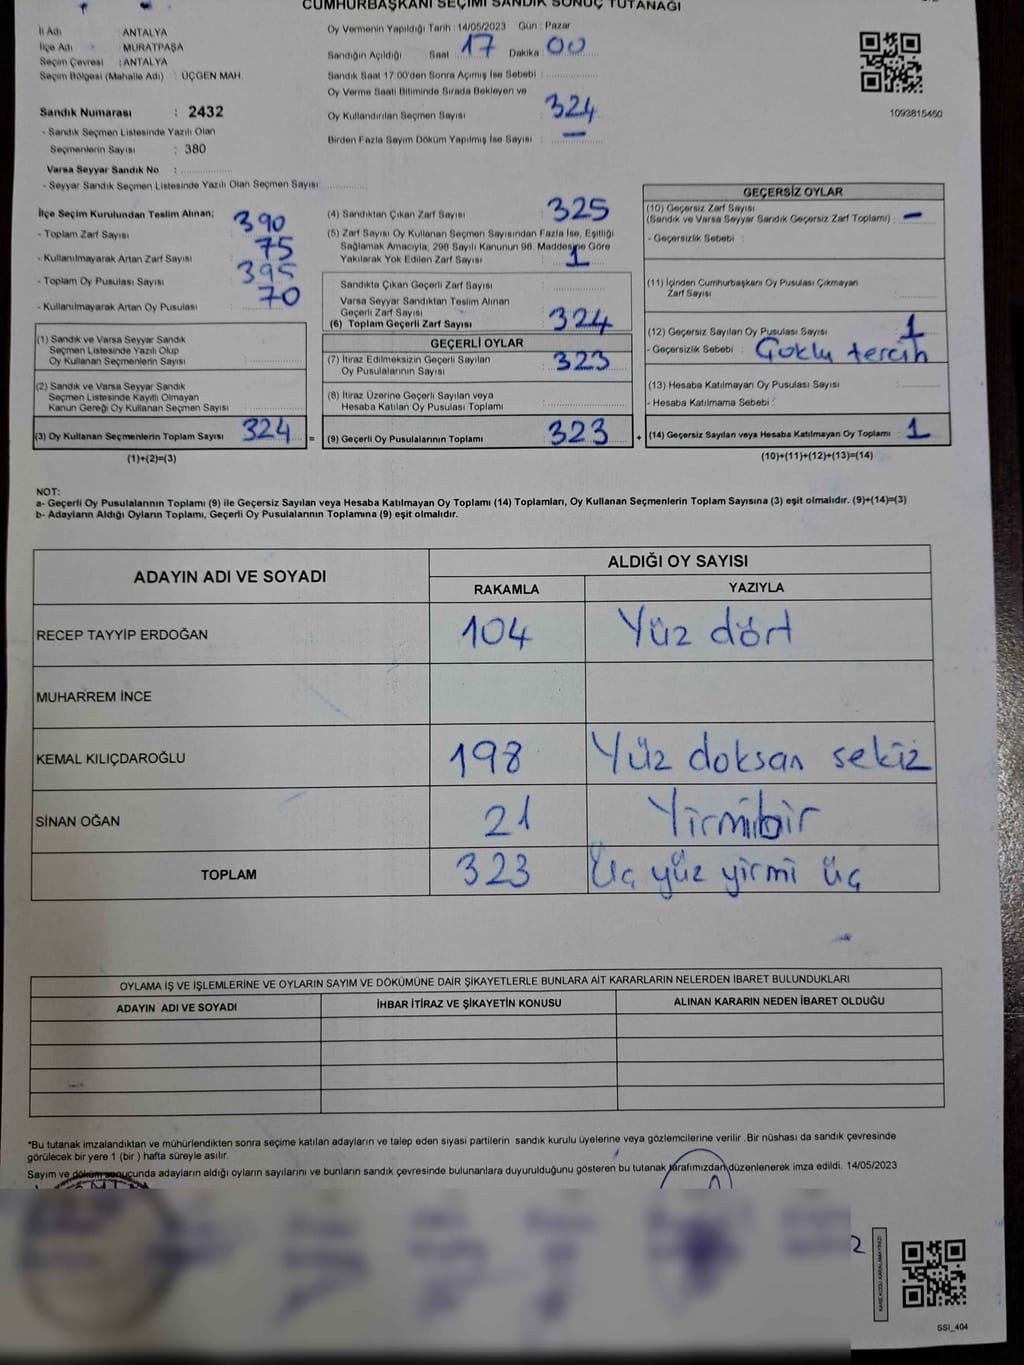 CUMHURBAŞKANI SEÇİMİ SANDIK SONUÇ TUTANAĞI
İl Adı : ANTALYA
İlçe Adı : MURATPAŞA
Seçim Çevresi : ANTALYA
Seçim Bölgesi (Mahalle Adı) : ÜÇGEN MAH.
Sandık Numarası : 2432
- Sandık Seçmen Listesinde Yazılı Olan
Seçmenlerin Sayısı : 380
Varsa Seyyar Sandık No :
- Seyyar Sandık Seçmen Listesinde Yazılı Olan Seçmen Sayısı
Oy Vermenin Yapıldığı Tarih : 14/05/2023 Gün : Pazar
Sandığın Açıldığı Saat 17 Dakika 00
Sandık Saat 17:00'den Sonra Açılmış İse Sebebi :
Oy Verme Saati Bitiminde Sırada Bekleyen ve
Oy Kullandırılan Seçmen Sayısı 324
Birden Fazla Sayım Döküm Yapılmış İse Sayısı : —
1093815450
İlçe Seçim Kurulundan Teslim Alınan;
- Toplam Zarf Sayısı 390
- Kullanılmayarak Artan Zarf Sayısı 75
- Toplam Oy Pusulası Sayısı 395
- Kullanılmayarak Artan Oy Pusulası 70
(1) Sandık ve Varsa Seyyar Sandık
Seçmen Listesinde Yazılı Olup
Oy Kullanan Seçmenlerin Sayısı
(2) Sandık ve Varsa Seyyar Sandık
Seçmen Listesinde Kayıtlı Olmayan
Kanun Gereği Oy Kullanan Seçmen Sayısı
(3) Oy Kullanan Seçmenlerin Toplam Sayısı 324 =
(1)+(2)=(3)
(4) Sandıktan Çıkan Zarf Sayısı 325
(5) Zarf Sayısı Oy Kullanan Seçmen Sayısından Fazla İse, Eşitliği
Sağlamak Amacıyla, 298 Sayılı Kanunun 98. Maddesine Göre
Yakılarak Yok Edilen Zarf Sayısı 1
Sandıkta Çıkan Geçerli Zarf Sayısı
Varsa Seyyar Sandıktan Teslim Alınan
Geçerli Zarf Sayısı
(6) Toplam Geçerli Zarf Sayısı 324
GEÇERLİ OYLAR
(7) İtiraz Edilmeksizin Geçerli Sayılan
Oy Pusulalarının Sayısı 323
(8) İtiraz Üzerine Geçerli Sayılan veya
Hesaba Katılan Oy Pusulası Toplamı
(9) Geçerli Oy Pusulalarının Toplamı 323 +
GEÇERSİZ OYLAR
(10) Geçersiz Zarf Sayısı
(Sandık ve Varsa Seyyar Sandık Geçersiz Zarf Toplamı) : —
- Geçersizlik Sebebi :
(11) İçinden Cumhurbaşkanı Oy Pusulası Çıkmayan
Zarf Sayısı
(12) Geçersiz Sayılan Oy Pusulası Sayısı 1
- Geçersizlik Sebebi : Çoklu tercih
(13) Hesaba Katılmayan Oy Pusulası Sayısı
- Hesaba Katılmama Sebebi :
(14) Geçersiz Sayılan veya Hesaba Katılmayan Oy Toplamı 1
(10)+(11)+(12)+(13)=(14)
NOT:
a- Geçerli Oy Pusulalarının Toplamı (9) ile Geçersiz Sayılan veya Hesaba Katılmayan Oy Toplamı (14) Toplamları, Oy Kullanan Seçmenlerin Toplam Sayısına (3) eşit olmalıdır. (9)+(14)=(3)
b- Adayların Aldığı Oyların Toplamı, Geçerli Oy Pusulalarının Toplamına (9) eşit olmalıdır.
ADAYIN ADI VE SOYADI ALDIĞI OY SAYISI
RAKAMLA YAZIYLA
RECEP TAYYİP ERDOĞAN 104 Yüz dört
MUHARREM İNCE
KEMAL KILIÇDAROĞLU 198 Yüz doksan sekiz
SİNAN OĞAN 21 Yirmibir
TOPLAM 323 Üç yüz yirmi üç
OYLAMA İŞ VE İŞLEMLERİNE VE OYLARIN SAYIM VE DÖKÜMÜNE DAİR ŞİKAYETLERLE BUNLARA AİT KARARLARIN NELERDEN İBARET BULUNDUKLARI
ADAYIN ADI VE SOYADI İHBAR İTİRAZ VE ŞİKAYETİN KONUSU ALINAN KARARIN NEDEN İBARET OLDUĞU
*Bu tutanak imzalandıktan ve mühürlendikten sonra seçime katılan adayların ve talep eden siyasi partilerin sandık kurulu üyelerine veya gözlemcilerine verilir .Bir nüshası da sandık çevresinde
görülecek bir yere 1 (bir ) hafta süreyle asılır.
Sayım ve döküm sonucunda adayların aldığı oyların sayılarını ve bunların sandık çevresinde bulunanlara duyurulduğunu gösteren bu tutanak tarafımızdan düzenlenerek imza edildi. 14/05/2023
2
KARE KODU KARALAMAYINIZ!
SSI_404